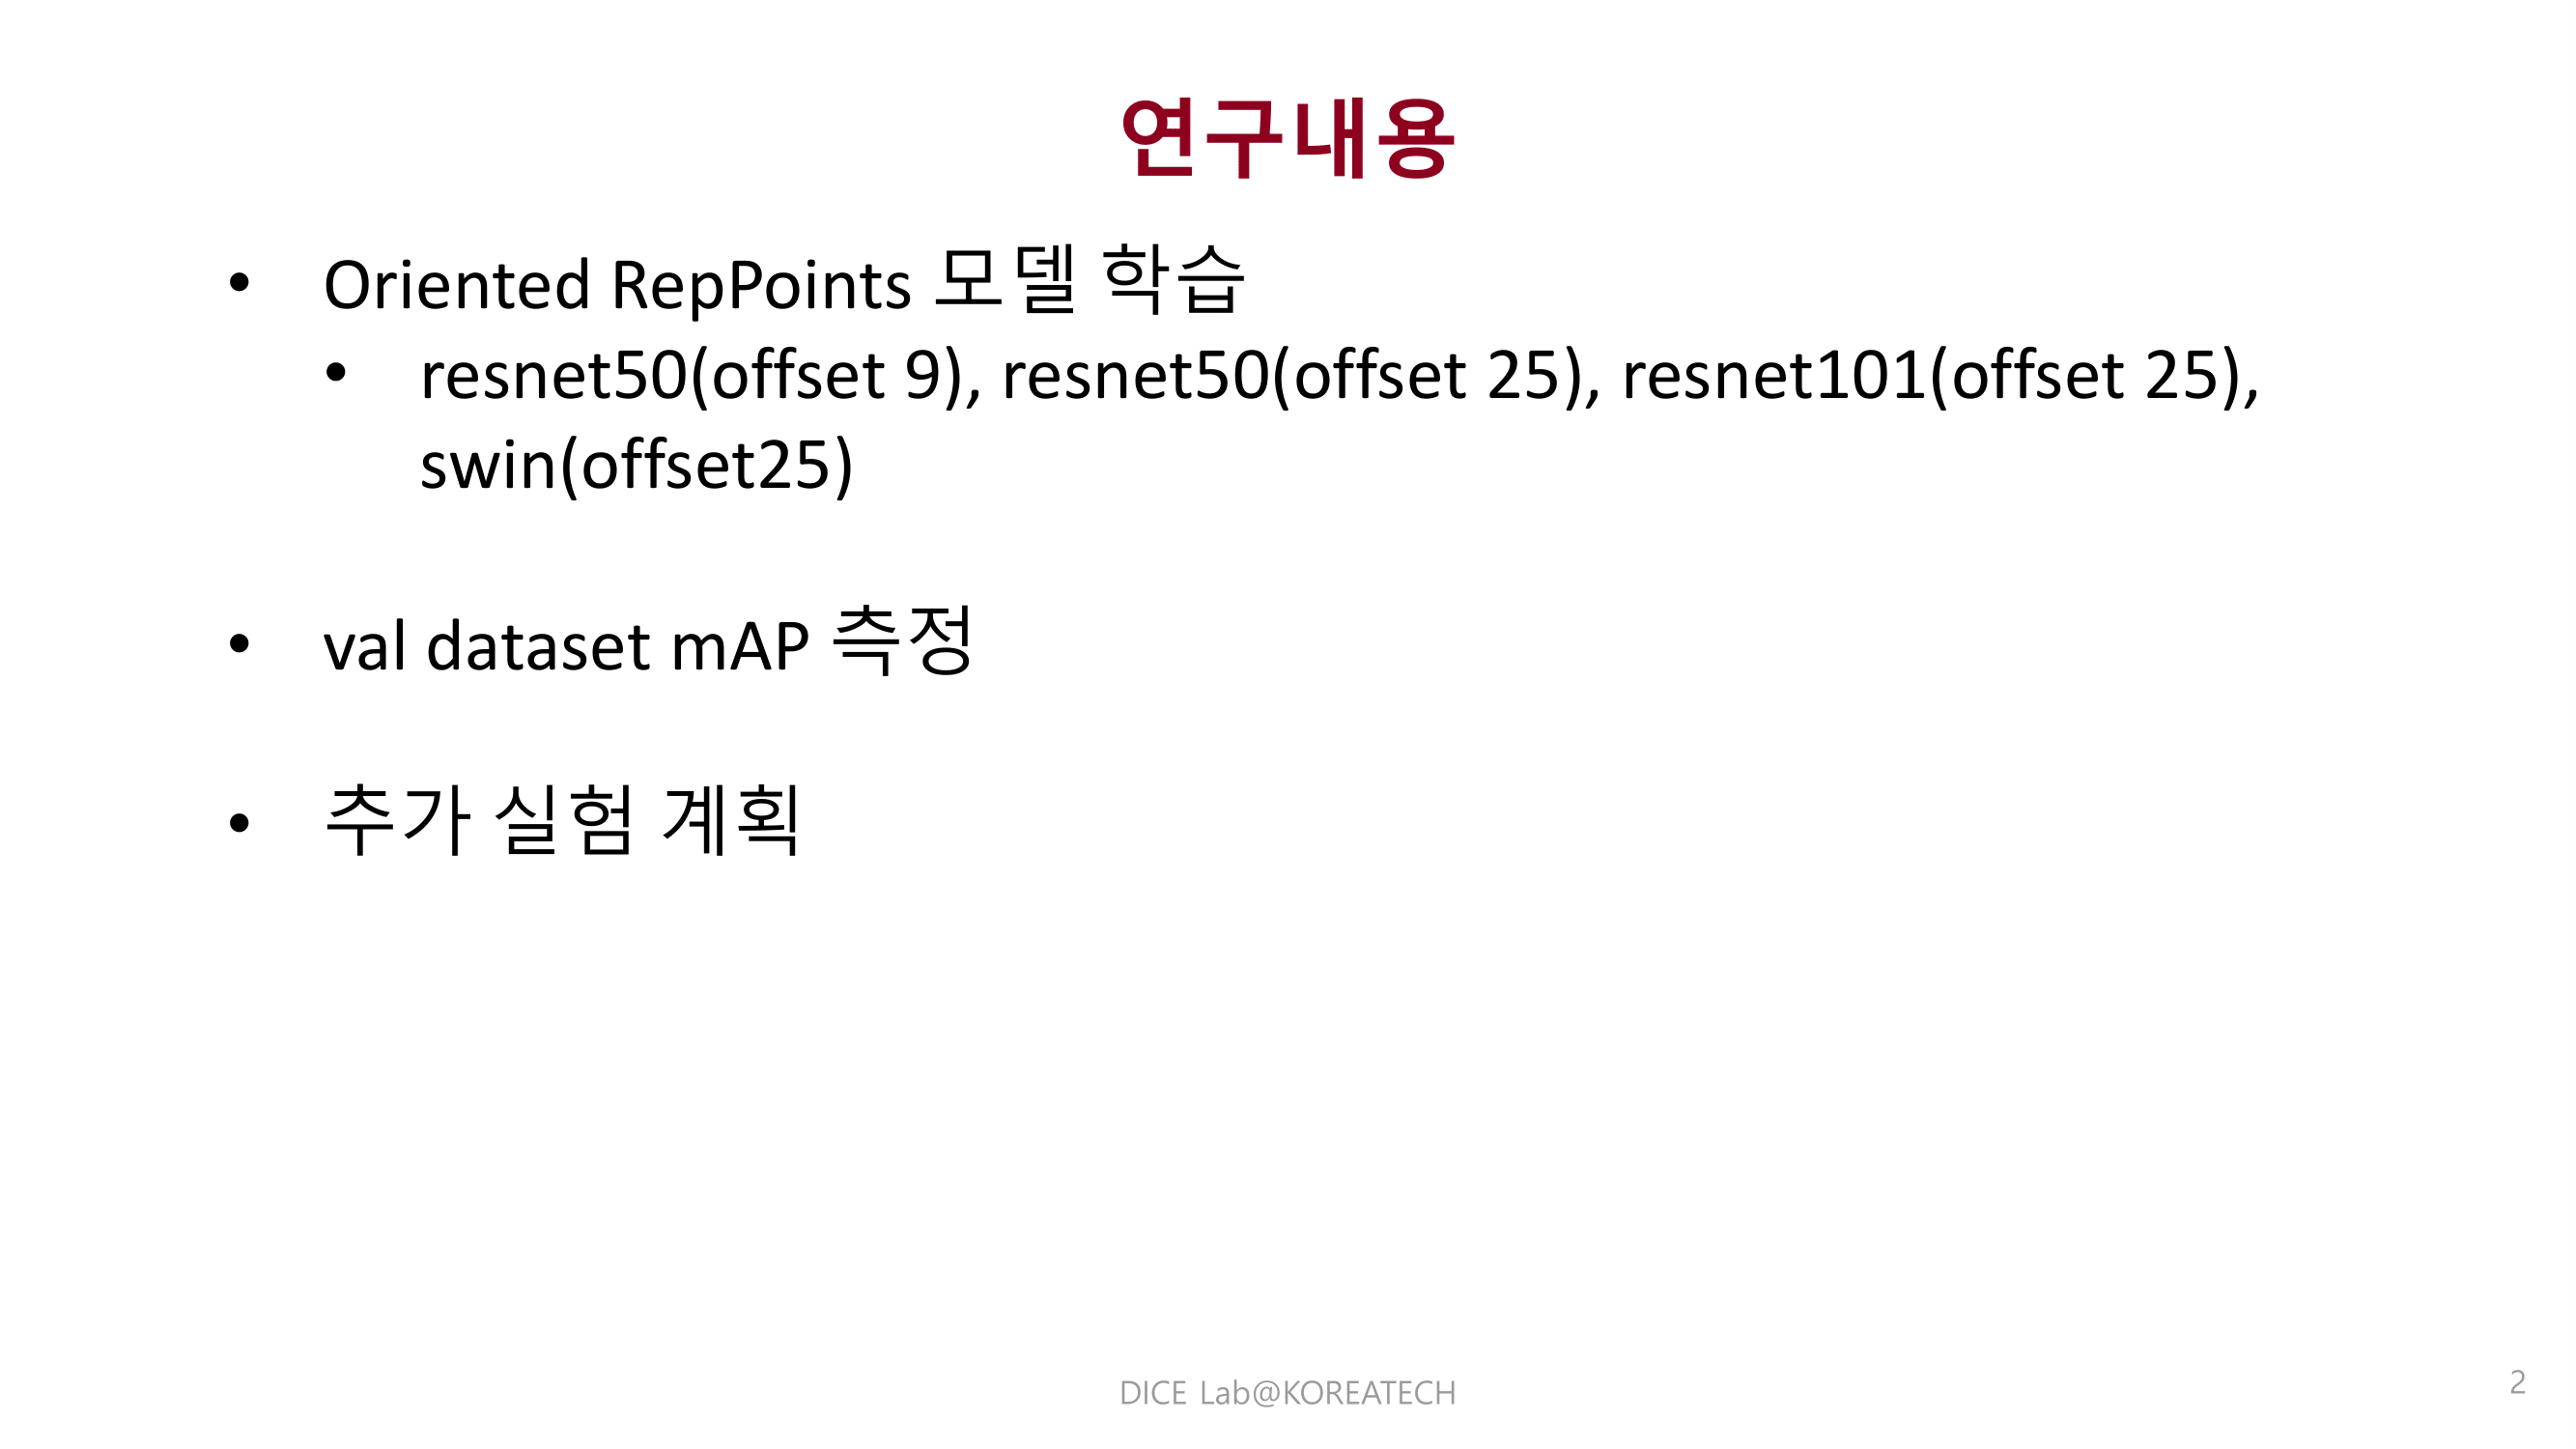 연구내용
• Oriented RepPoints 모델 학습
• resnet50(offset 9), resnet50(offset 25), resnet101(offset 25),
swin(offset25)
• val dataset mAP 측정
• 추가 실험 계획
DICE Lab@KOREATECH
2